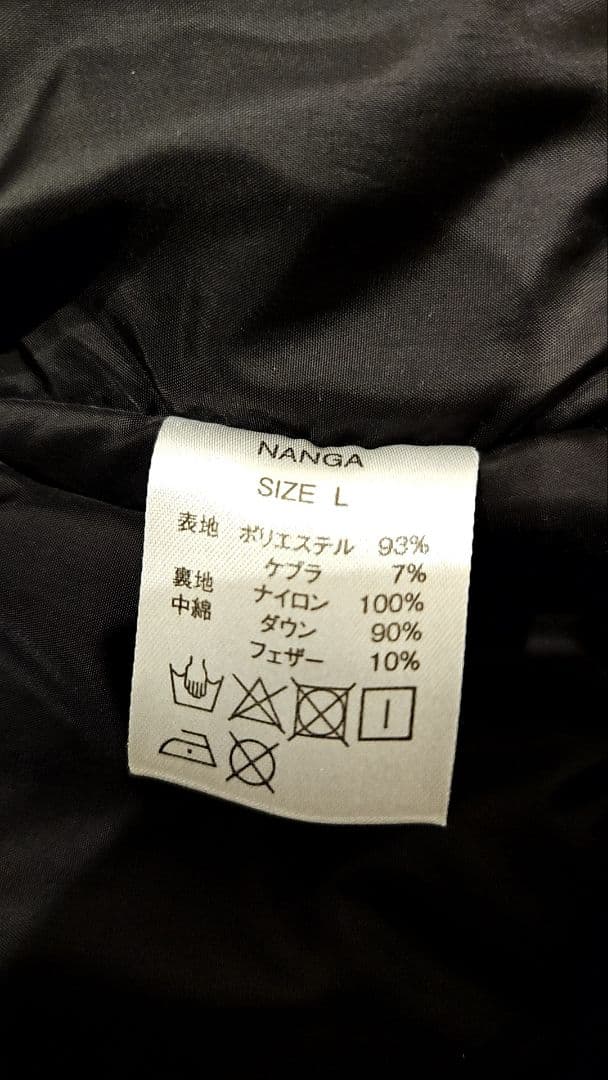 NANGA
SIZE L
表地 ポリエステル 93%
ケブラ 7%
裏地 ナイロン 100%
中綿 ダウン 90%
フェザー 10%